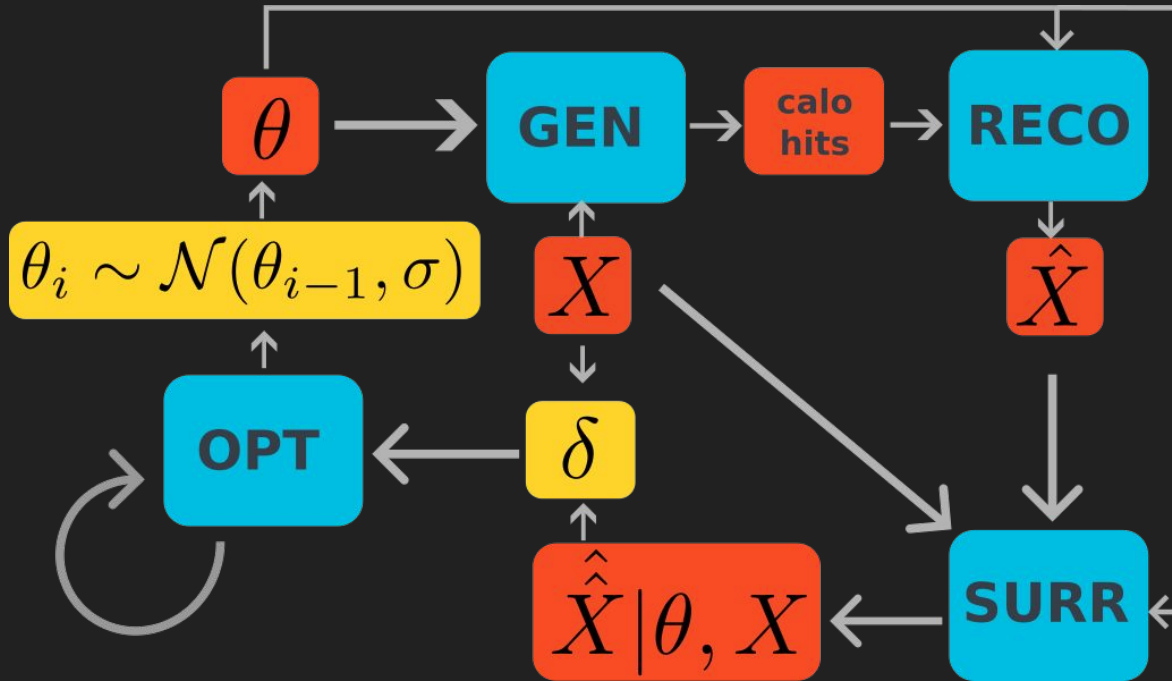 θ
GEN
calo
hits
RECO
θ_i ∼ 𝒩(θ_{i−1}, σ)
X
X̂
OPT
δ
X̂̂|θ, X
SURR